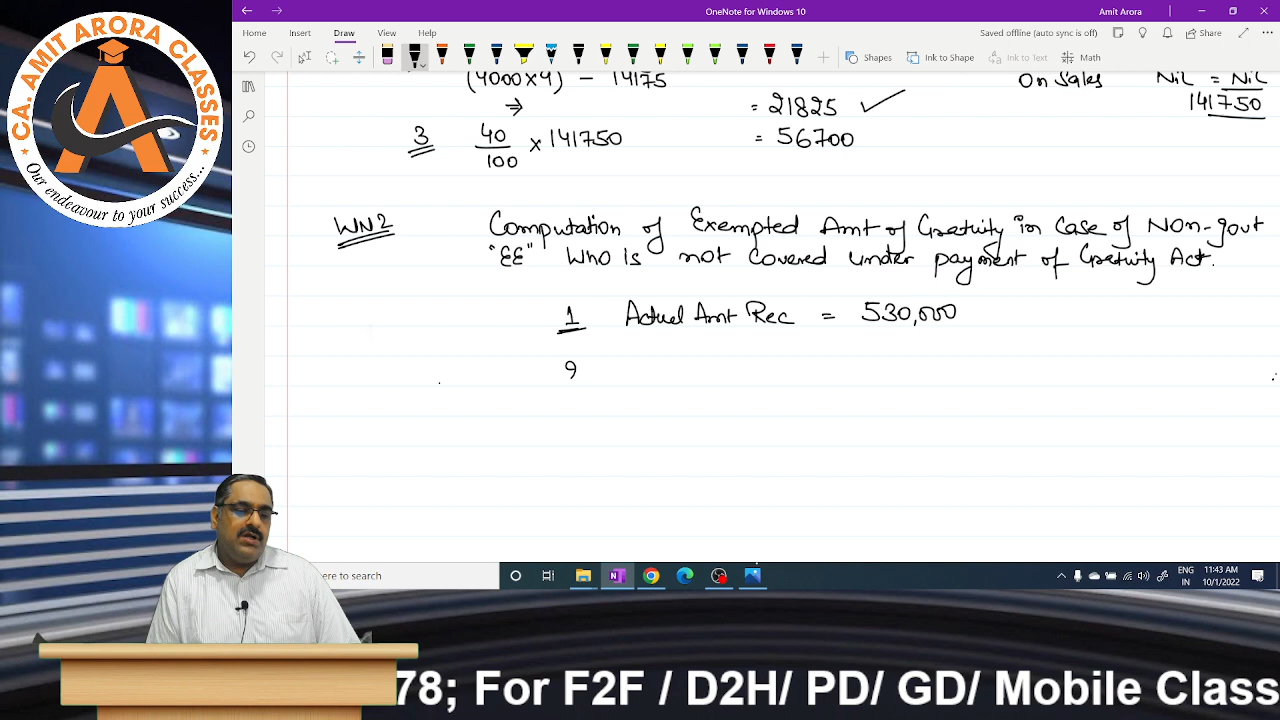 OneNote for Windows 10
Amit Arora
Home Insert Draw View Help
Saved offline (auto sync is off)
Share
Shapes
Ink to Shape
Ink to Text
Math
CA. AMIT ARORA CLASSES
Our endeavour to your success...
(4000x9) - 14175
On Sales NiL = NiL
→ = 21825 ✓
141750
3 40/100 x 141750 = 56700
WN2 Computation of Exempted Amt of Gratuity in Case of NON-govt
"EE" Who is not Covered under payment of Gratuity Act.
1 Actual Amt Rec = 530,000
here to search
ENG
IN
11:43 AM
10/1/2022
78; For F2F / D2H/ PD/ GD/ Mobile Class